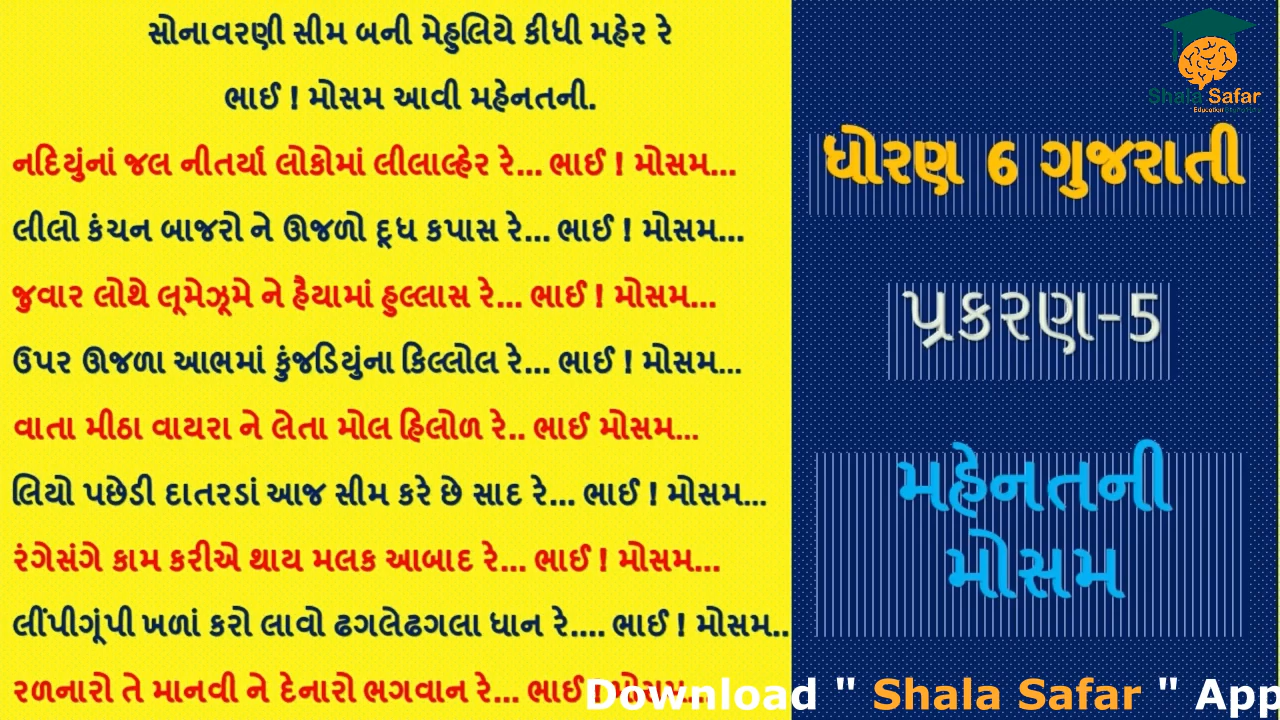 સોનાવરણી સીમ બની મેહુલિયે કીધી મહેર રે
ભાઈ ! મોસમ આવી મહેનતની.
નદિયુંનાં જલ નીતર્યા લોકોમાં લીલાલ્હેર રે... ભાઈ ! મોસમ...
લીલો કંચન બાજરો ને ઊજળો દૂધ કપાસ રે... ભાઈ ! મોસમ...
જુવાર લોથે લૂમેઝૂમે ને હૈયામાં હુલ્લાસ રે... ભાઈ ! મોસમ...
ઉપર ઊજળા આભમાં કુંજડિયુંના કિલ્લોલ રે... ભાઈ ! મોસમ...
વાતા મીઠા વાયરા ને લેતા મોલ હિલોળ રે.. ભાઈ મોસમ...
લિયો પછેડી દાતરડાં આજ સીમ કરે છે સાદ રે... ભાઈ ! મોસમ...
રંગેસંગે કામ કરીએ થાય મલક આબાદ રે... ભાઈ ! મોસમ...
લીંપીગૂંપી ખળાં કરો લાવો ઢગલેઢગલા ધાન રે.... ભાઈ ! મોસમ..
રળનારો તે માનવી ને દેનારો ભગવાન રે... ભાઈ ! મોસમ...
Shala Safar
Education
ધોરણ 6 ગુજરાતી
પ્રકરણ-5
મહેનતની
મોસમ
Download " Shala Safar " App